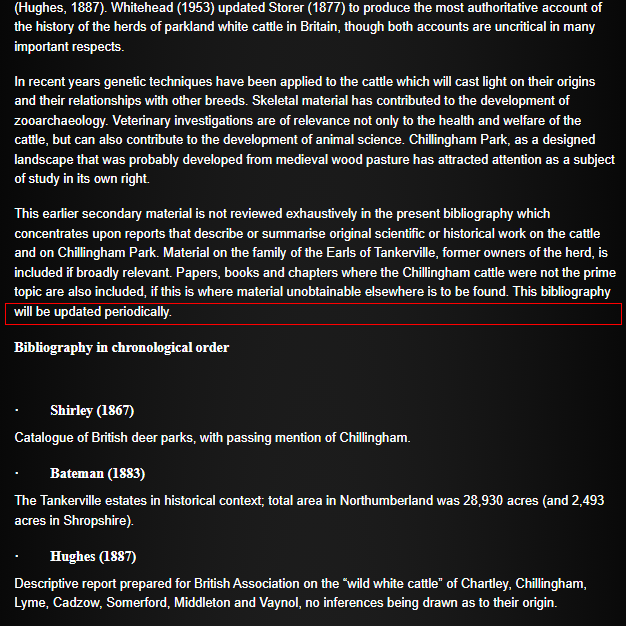 (Hughes, 1887). Whitehead (1953) updated Storer (1877) to produce the most authoritative account of
the history of the herds of parkland white cattle in Britain, though both accounts are uncritical in many
important respects.
In recent years genetic techniques have been applied to the cattle which will cast light on their origins
and their relationships with other breeds. Skeletal material has contributed to the development of
zooarchaeology. Veterinary investigations are of relevance not only to the health and welfare of the
cattle, but can also contribute to the development of animal science. Chillingham Park, as a designed
landscape that was probably developed from medieval wood pasture has attracted attention as a subject
of study in its own right.
This earlier secondary material is not reviewed exhaustively in the present bibliography which
concentrates upon reports that describe or summarise original scientific or historical work on the cattle
and on Chillingham Park. Material on the family of the Earls of Tankerville, former owners of the herd, is
included if broadly relevant. Papers, books and chapters where the Chillingham cattle were not the prime
topic are also included, if this is where material unobtainable elsewhere is to be found. This bibliography
will be updated periodically.
Bibliography in chronological order
· Shirley (1867)
Catalogue of British deer parks, with passing mention of Chillingham.
· Bateman (1883)
The Tankerville estates in historical context; total area in Northumberland was 28,930 acres (and 2,493
acres in Shropshire).
· Hughes (1887)
Descriptive report prepared for British Association on the “wild white cattle” of Chartley, Chillingham,
Lyme, Cadzow, Somerford, Middleton and Vaynol, no inferences being drawn as to their origin.